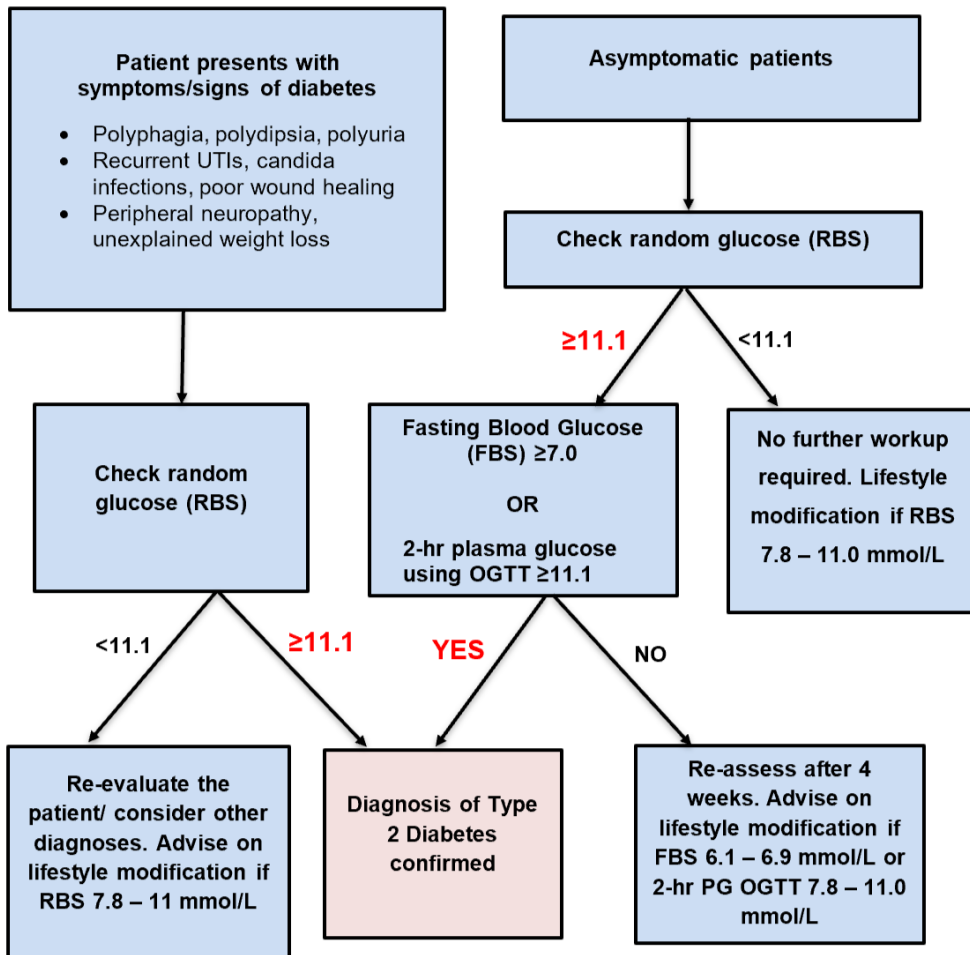 Patient presents with
symptoms/signs of diabetes
• Polyphagia, polydipsia, polyuria
• Recurrent UTIs, candida
infections, poor wound healing
• Peripheral neuropathy,
unexplained weight loss
Asymptomatic patients
Check random glucose (RBS)
≥11.1
<11.1
Check random
glucose (RBS)
Fasting Blood Glucose
(FBS) ≥7.0
OR
2-hr plasma glucose
using OGTT ≥11.1
No further workup
required. Lifestyle
modification if RBS
7.8 – 11.0 mmol/L
<11.1
≥11.1
YES
NO
Re-evaluate the
patient/ consider other
diagnoses. Advise on
lifestyle modification if
RBS 7.8 – 11 mmol/L
Diagnosis of Type
2 Diabetes
confirmed
Re-assess after 4
weeks. Advise on
lifestyle modification if
FBS 6.1 – 6.9 mmol/L or
2-hr PG OGTT 7.8 – 11.0
mmol/L